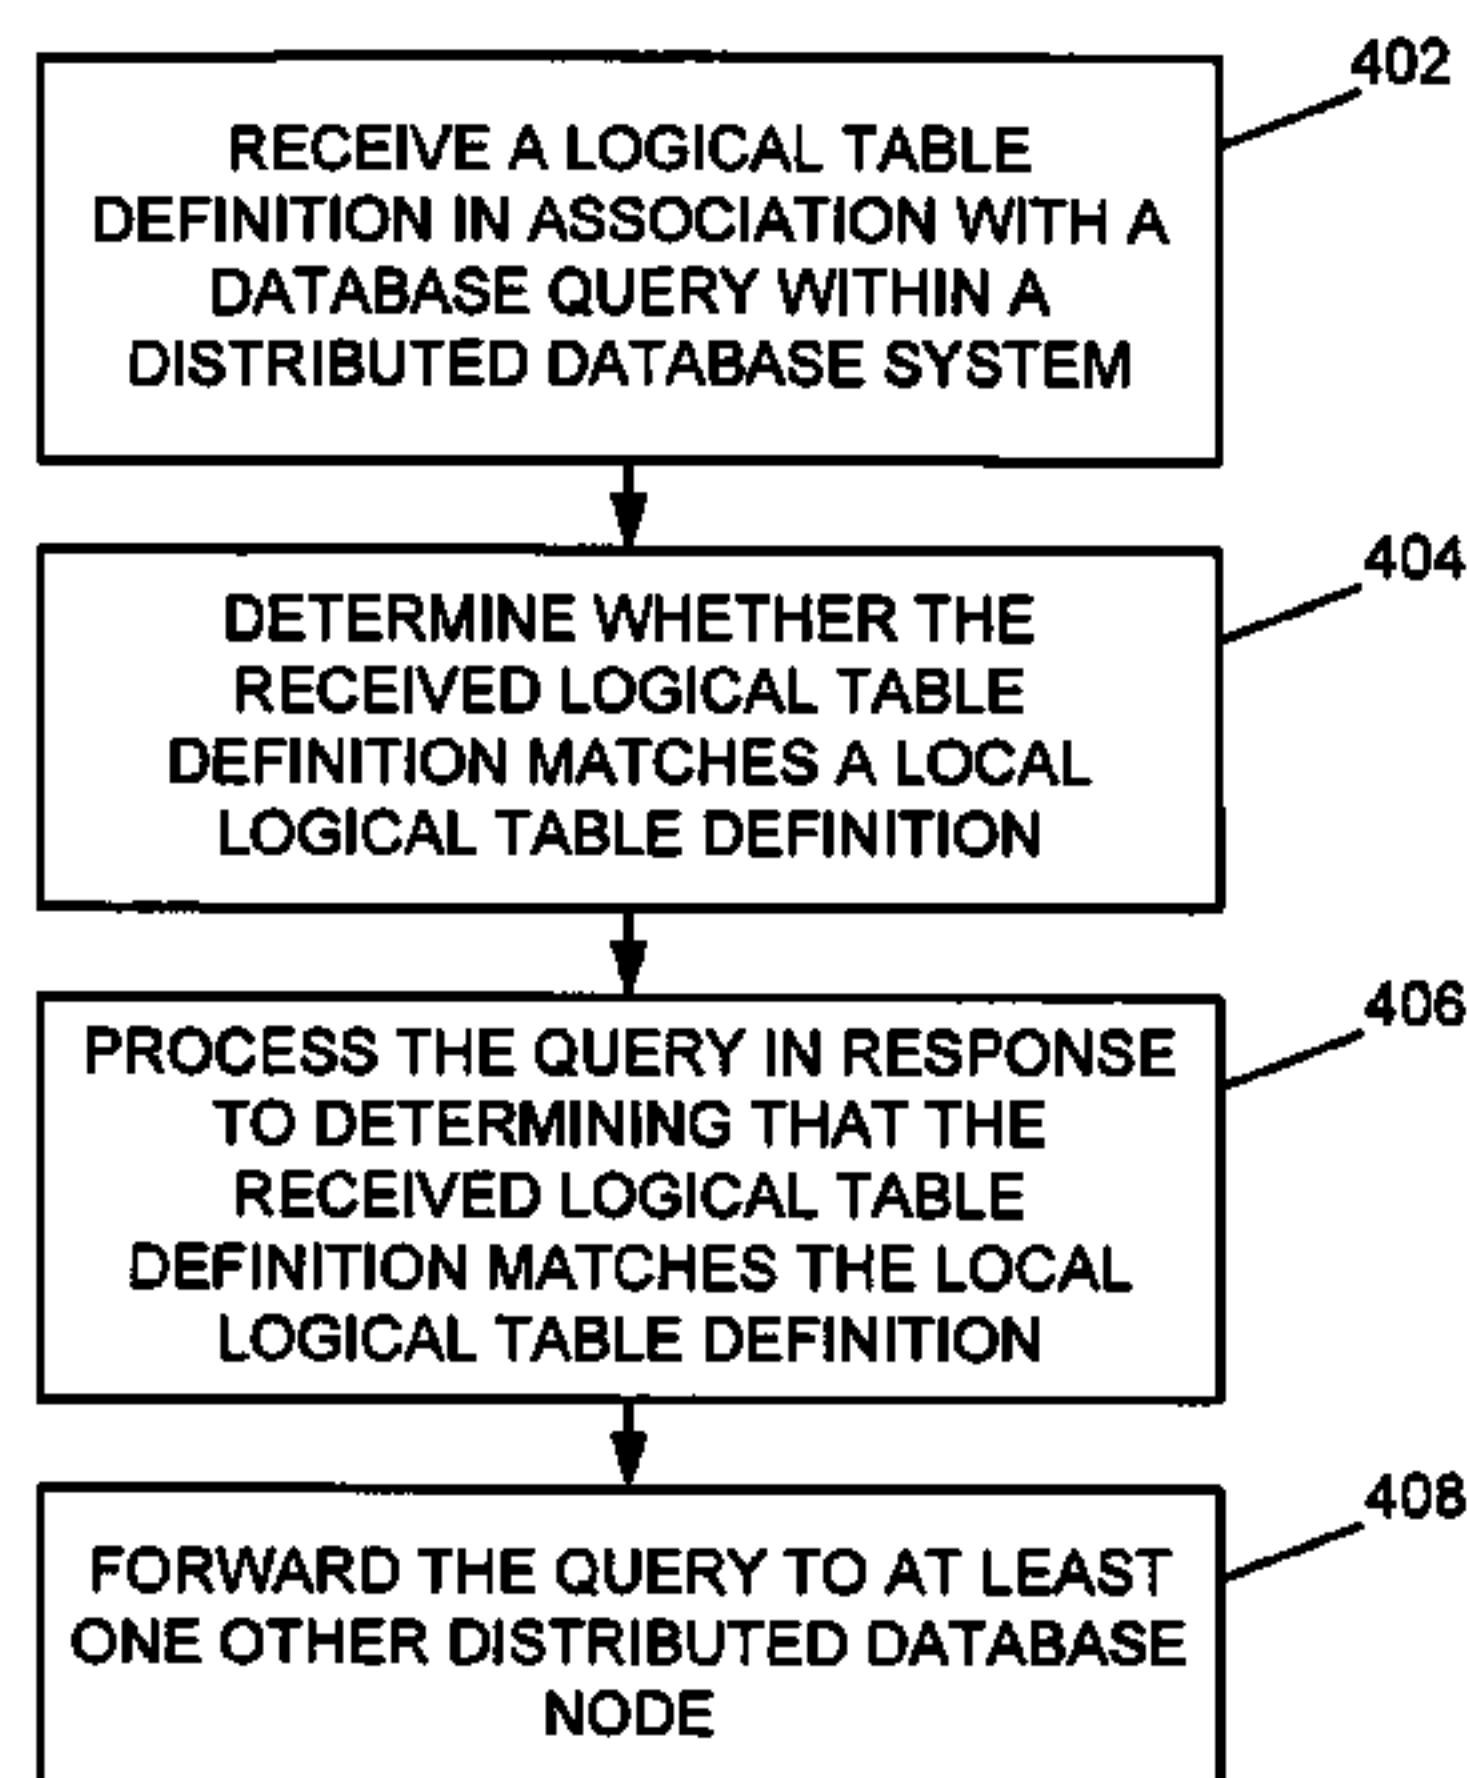 402
RECEIVE A LOGICAL TABLE
DEFINITION IN ASSOCIATION WITH A
DATABASE QUERY WITHIN A
DISTRIBUTED DATABASE SYSTEM
404
DETERMINE WHETHER THE
RECEIVED LOGICAL TABLE
DEFINITION MATCHES A LOCAL
LOGICAL TABLE DEFINITION
406
PROCESS THE QUERY IN RESPONSE
TO DETERMINING THAT THE
RECEIVED LOGICAL TABLE
DEFINITION MATCHES THE LOCAL
LOGICAL TABLE DEFINITION
408
FORWARD THE QUERY TO AT LEAST
ONE OTHER DISTRIBUTED DATABASE
NODE